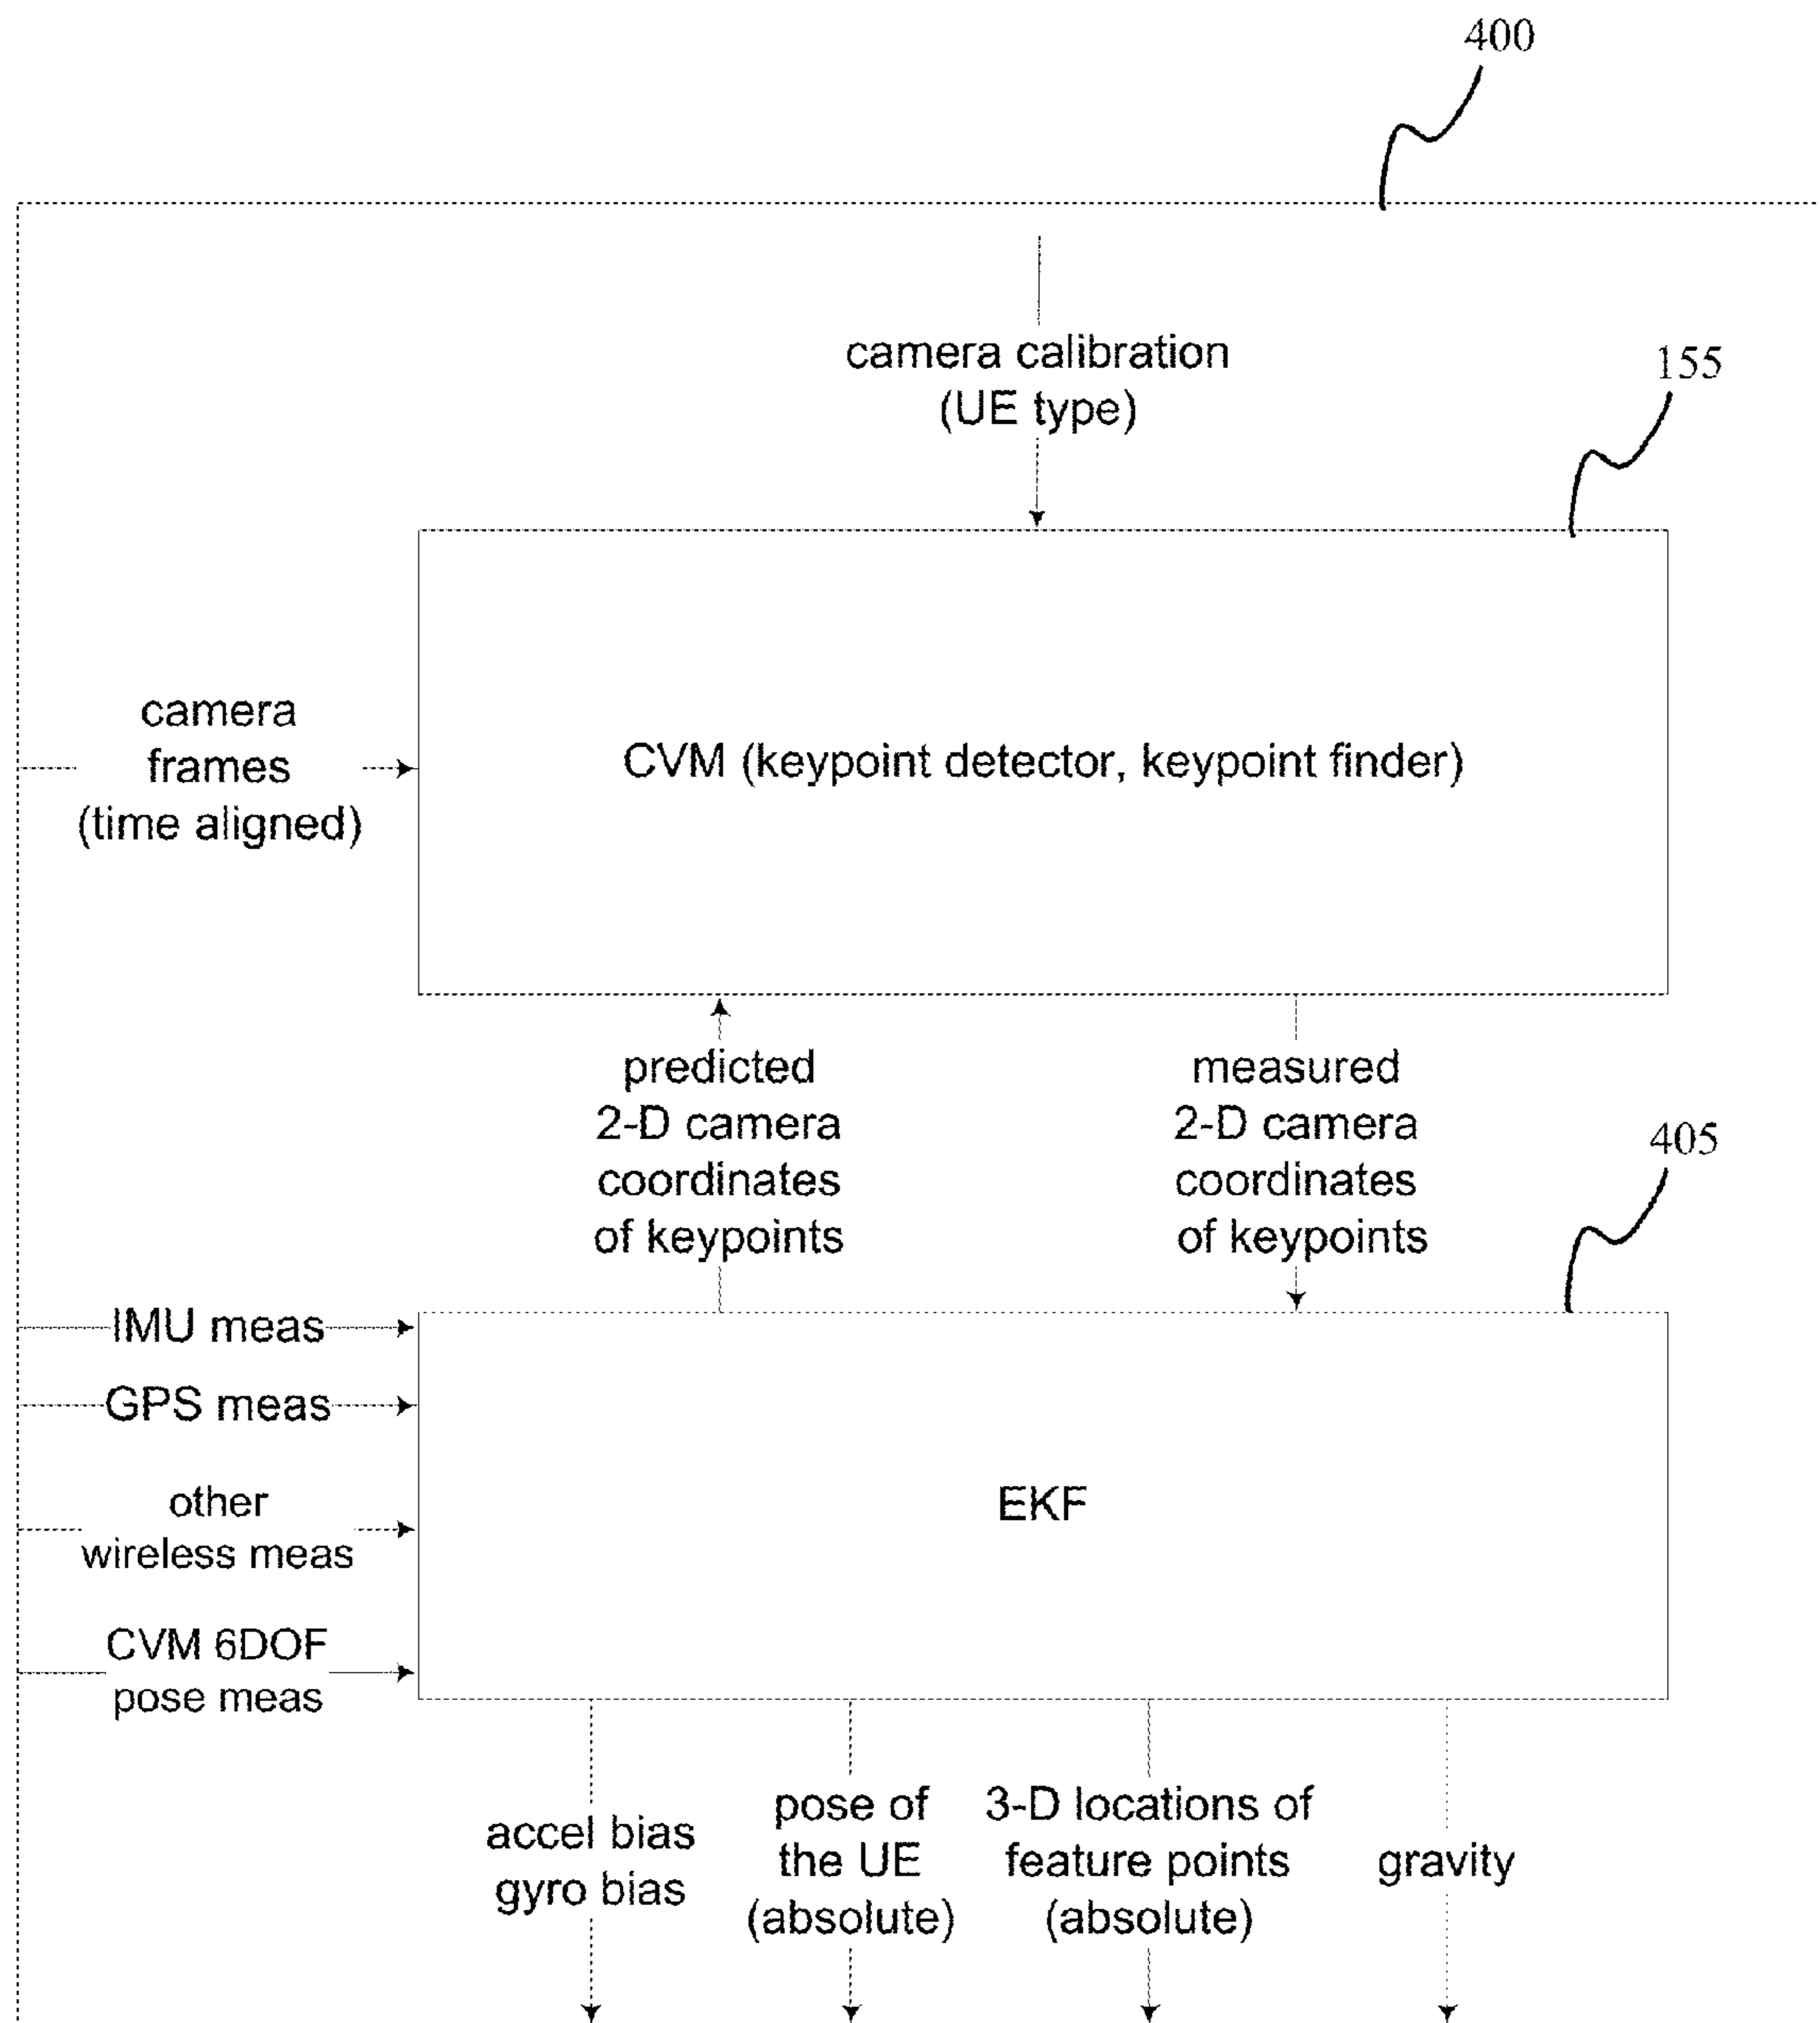 400
camera calibration
(UE type)
155
camera
frames
(time aligned)
CVM (keypoint detector, keypoint finder)
predicted
2-D camera
coordinates
of keypoints
measured
2-D camera
coordinates
of keypoints
405
IMU meas
GPS meas
other
wireless meas
CVM 6DOF
pose meas
EKF
accel bias
gyro bias
pose of
the UE
(absolute)
3-D locations of
feature points
(absolute)
gravity